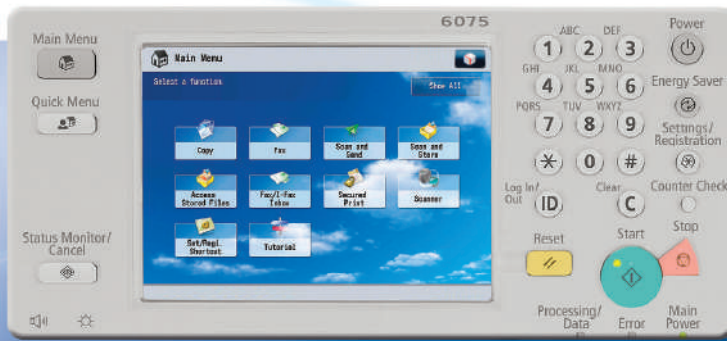 6075
Main Menu
Quick Menu
Status Monitor/
Cancel
Main Menu
Select a function
Show All
Copy
Fax
Scan and
Send
Scan and
Store
Access
Stored Files
Fax/I-Fax
Inbox
Secured
Print
Scanner
Set/Regi.
Shortcut
Tutorial
ABC DEF
1 2 3
GHI JKL MNO
4 5 6
PQRS TUV WXYZ
7 8 9
* 0 #
Log In/
Out
ID
Clear
C
Power
Energy Saver
Settings/
Registration
Counter Check
Reset
Start
Stop
Processing/
Data
Error
Main
Power